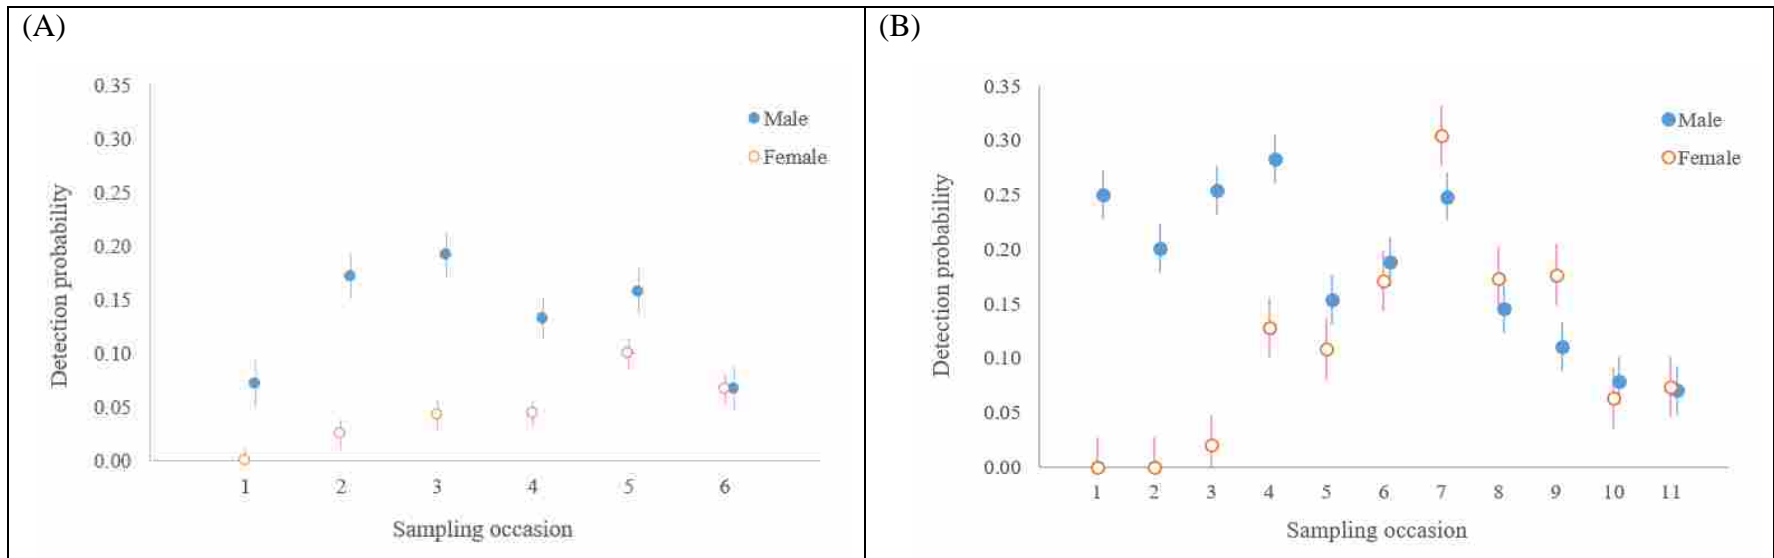 (A)
0.35
0.30
0.25
0.20
0.15
0.10
0.05
0.00
Detection probability
Male
Female
1 2 3 4 5 6
Sampling occasion
(B)
0.35
0.30
0.25
0.20
0.15
0.10
0.05
0.00
Detection probability
Male
Female
1 2 3 4 5 6 7 8 9 10 11
Sampling occasion